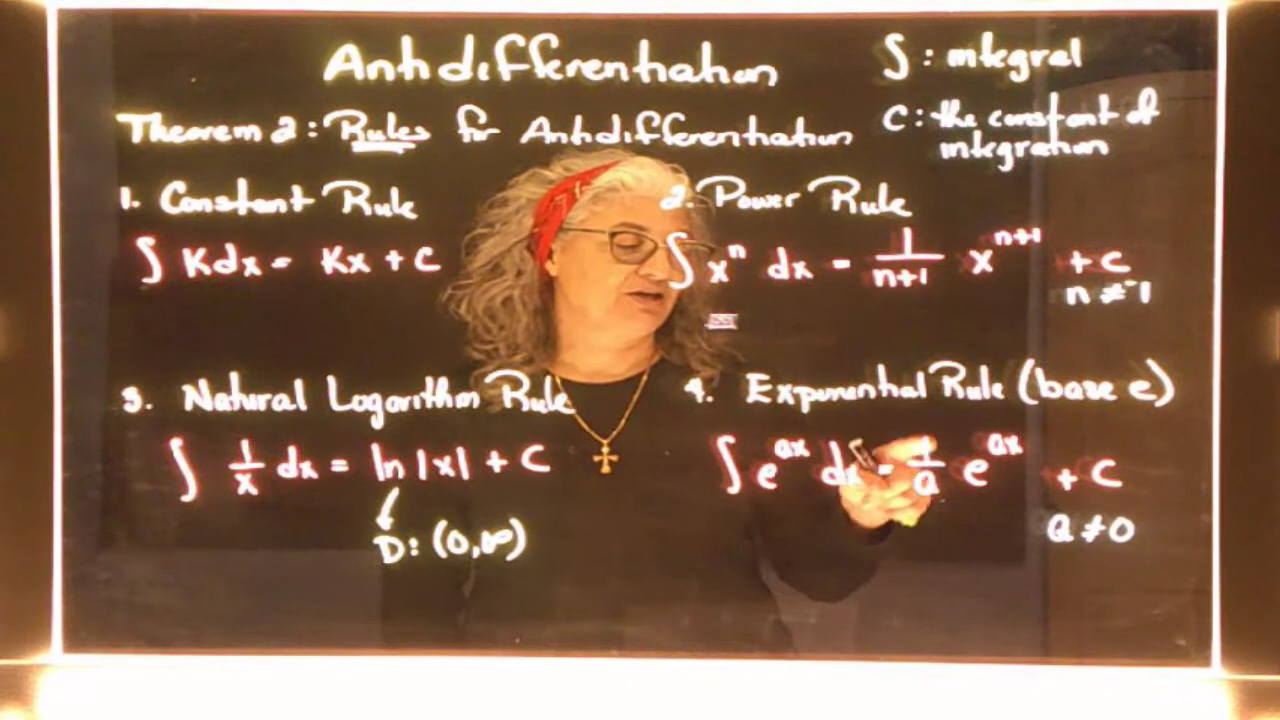 Antidifferentiation
∫ : integral
C : the constant of
integration
Theorem 2 : Rules for Antidifferentiation
1. Constant Rule
∫ K dx = Kx + C
2. Power Rule
∫ xⁿ dx = 1/(n+1) xⁿ⁺¹ + C
n ≠ -1
3. Natural Logarithm Rule
∫ 1/x dx = ln |x| + C
D: (0, ∞)
4. Exponential Rule (base e)
∫ e^{ax} dx = 1/a e^{ax} + C
a ≠ 0